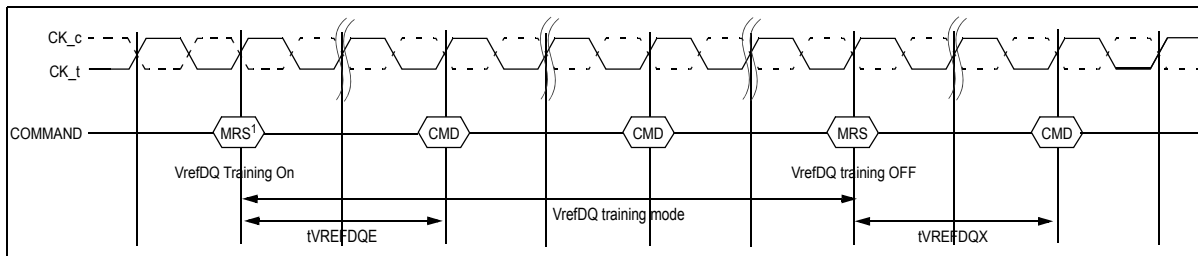 CK_c
CK_t
COMMAND
MRS1
CMD
CMD
MRS
CMD
VrefDQ Training On
VrefDQ training OFF
VrefDQ training mode
tVREFDQE
tVREFDQX